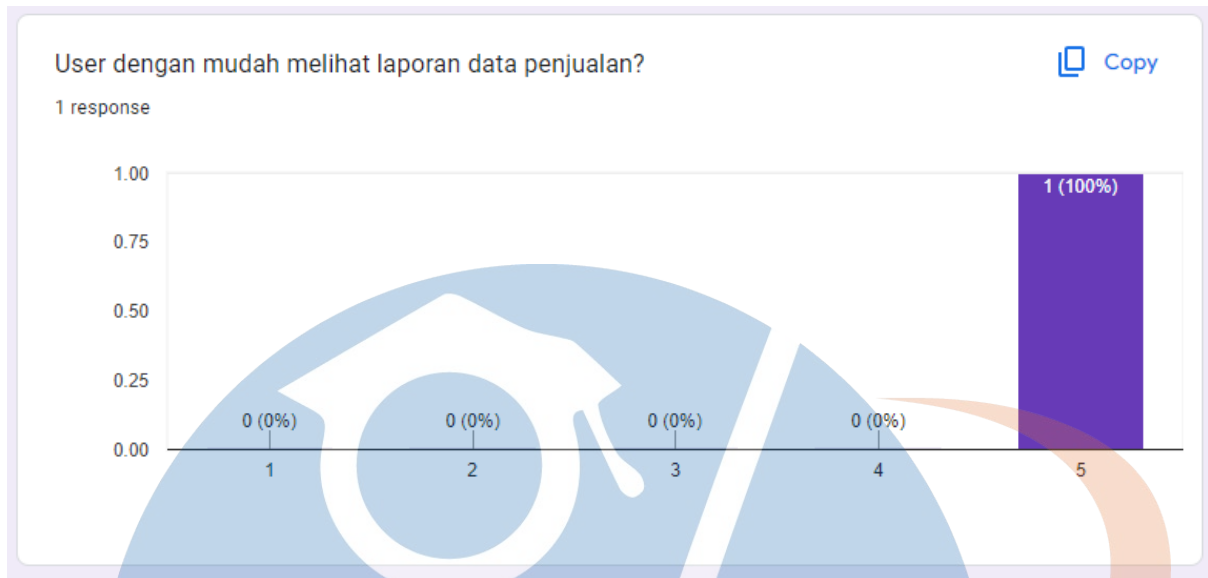 User dengan mudah melihat laporan data penjualan?
Copy
1 response
1.00
1 (100%)
0.75
0.50
0.25
0 (0%) 0 (0%) 0 (0%) 0 (0%)
0.00
1 2 3 4 5